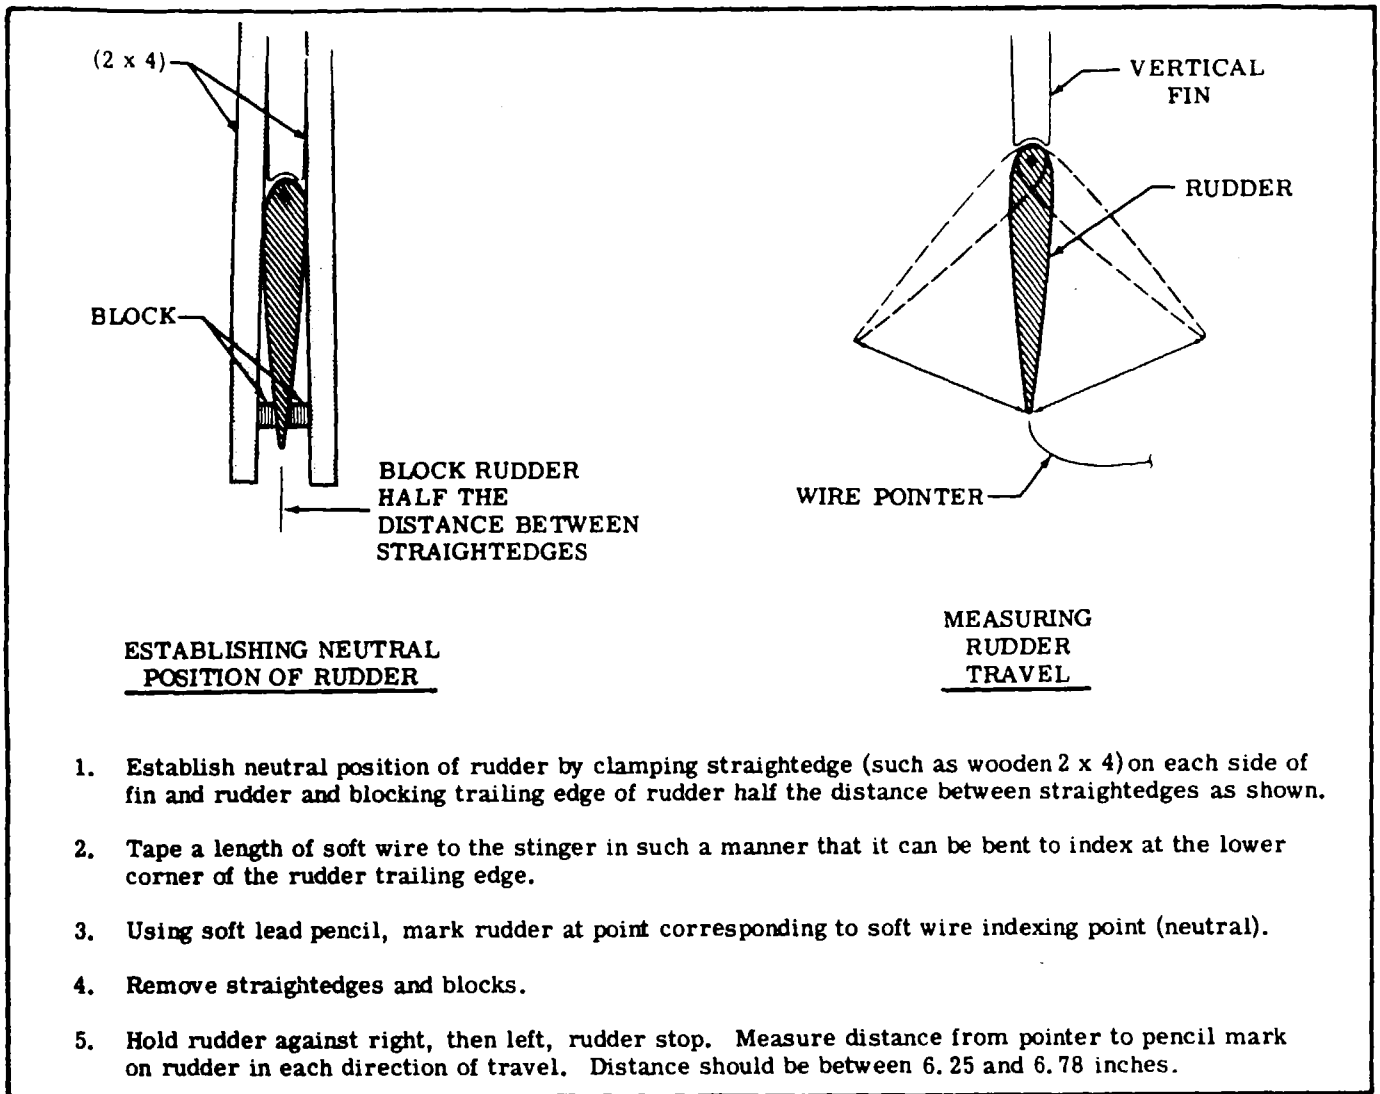 (2 x 4)
BLOCK
BLOCK RUDDER
HALF THE
DISTANCE BETWEEN
STRAIGHTEDGES
ESTABLISHING NEUTRAL
POSITION OF RUDDER
VERTICAL
FIN
RUDDER
WIRE POINTER
MEASURING
RUDDER
TRAVEL
1. Establish neutral position of rudder by clamping straightedge (such as wooden 2 x 4) on each side of
fin and rudder and blocking trailing edge of rudder half the distance between straightedges as shown.
2. Tape a length of soft wire to the stinger in such a manner that it can be bent to index at the lower
corner of the rudder trailing edge.
3. Using soft lead pencil, mark rudder at point corresponding to soft wire indexing point (neutral).
4. Remove straightedges and blocks.
5. Hold rudder against right, then left, rudder stop. Measure distance from pointer to pencil mark
on rudder in each direction of travel. Distance should be between 6.25 and 6.78 inches.